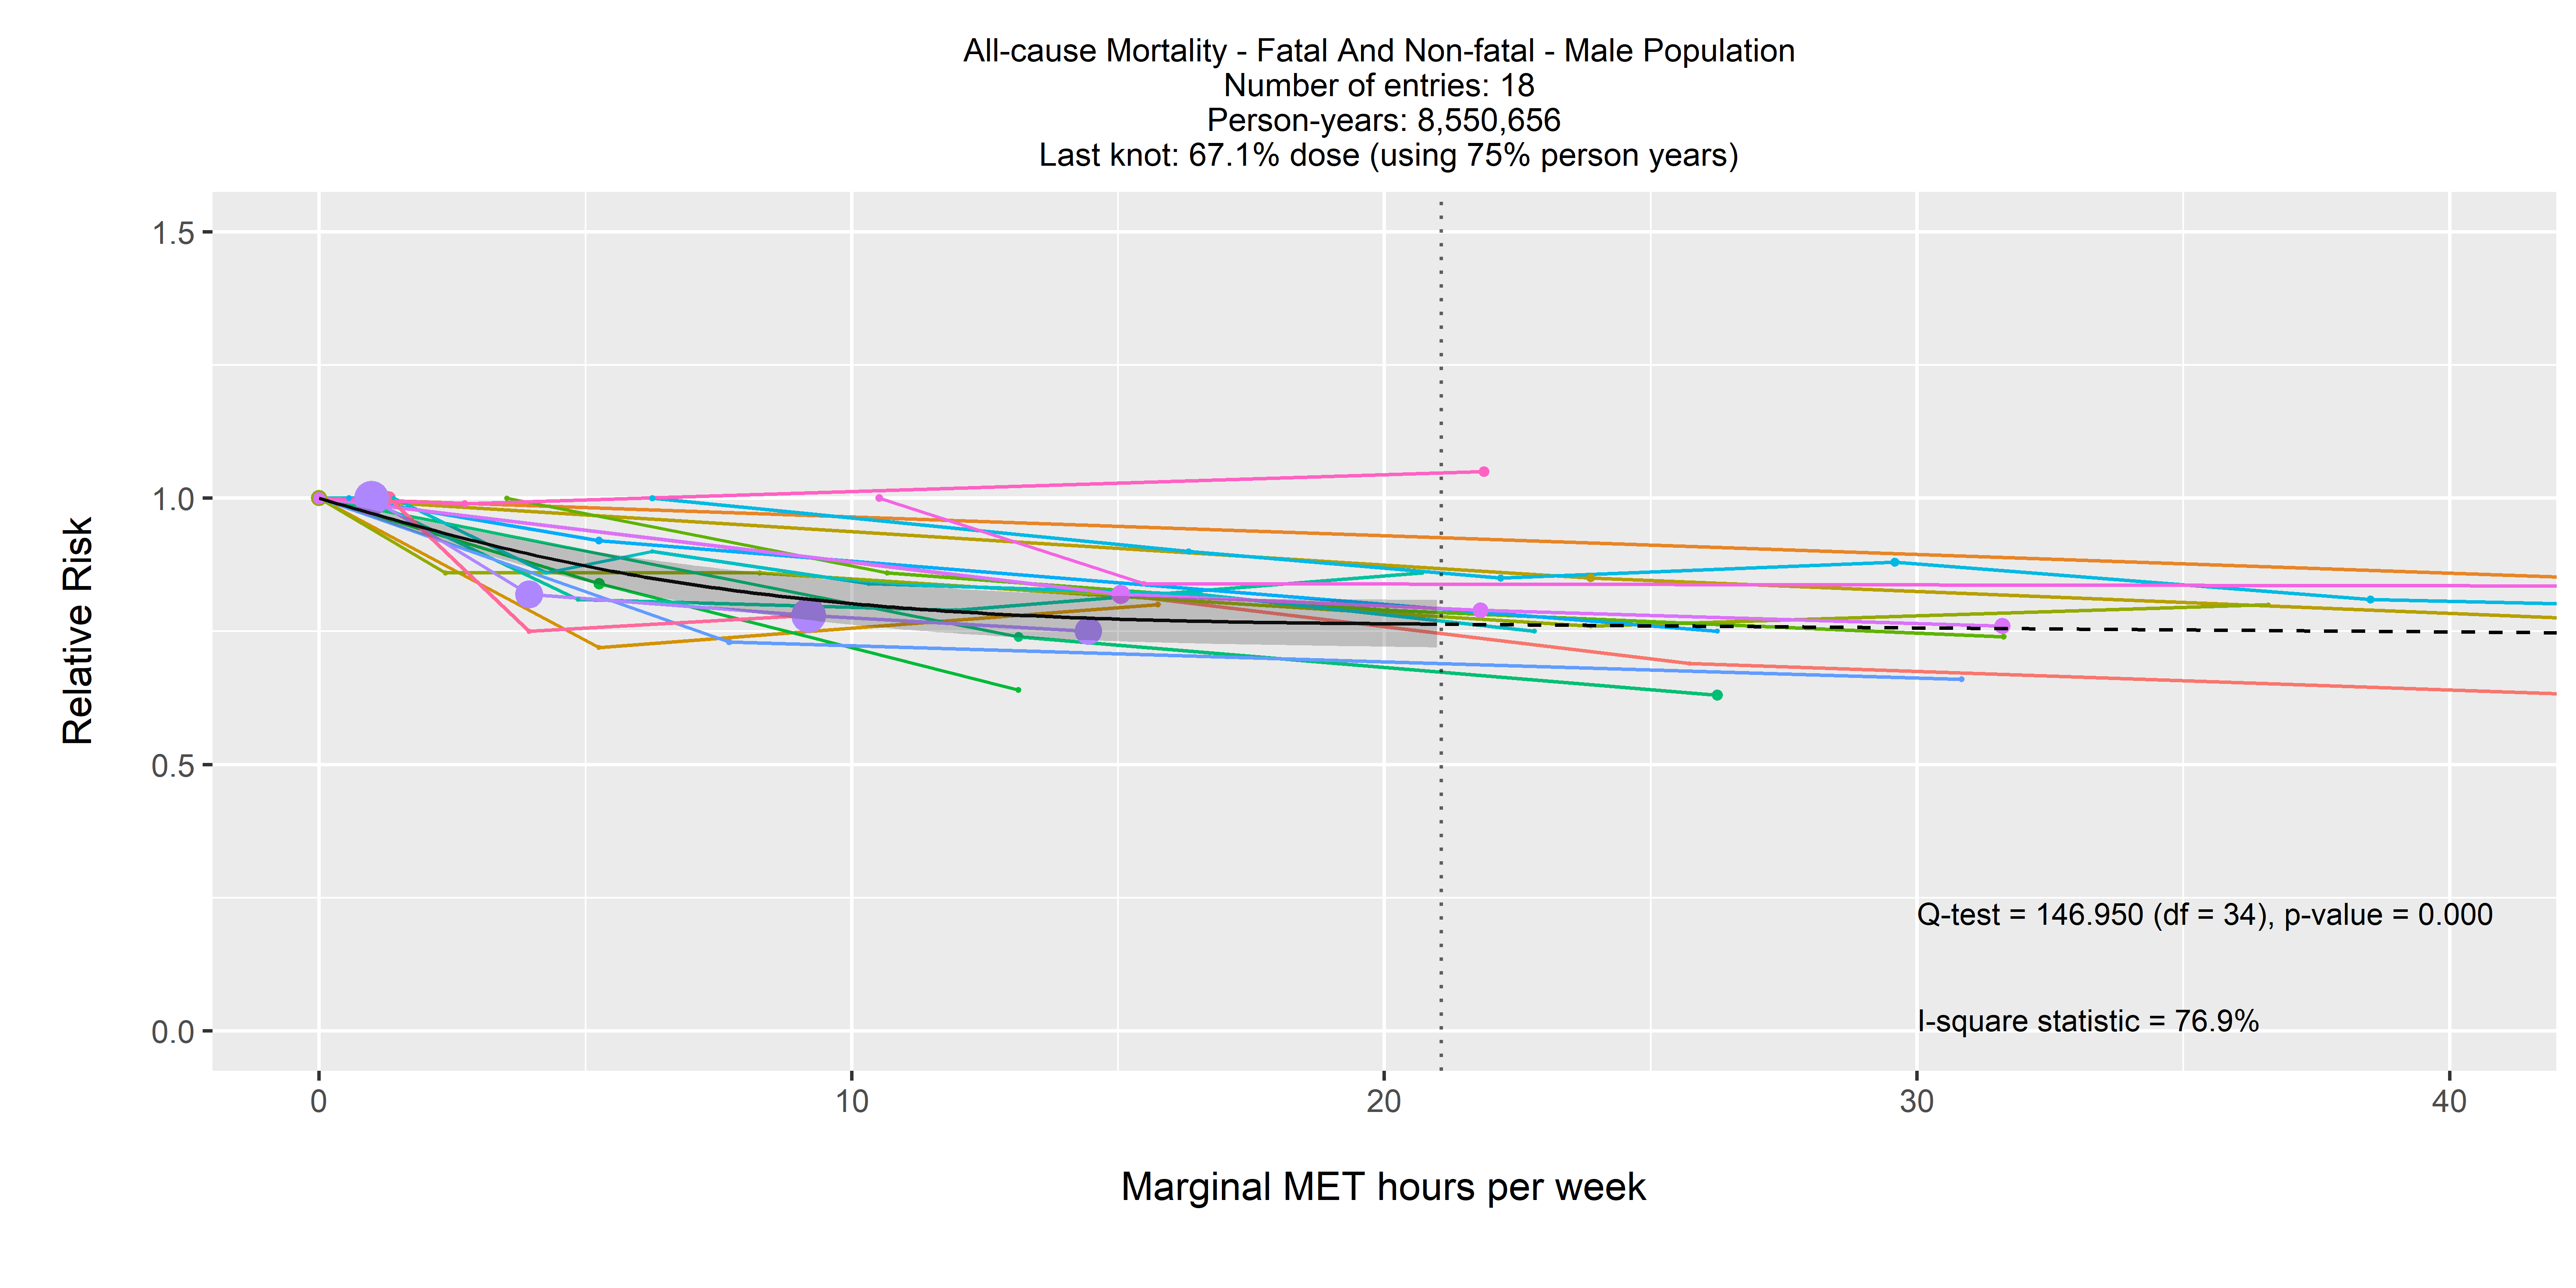 All-cause Mortality - Fatal And Non-fatal - Male Population
Number of entries: 18
Person-years: 8,550,656
Last knot: 67.1% dose (using 75% person years)
1.5
1.0
0.5
0.0
Relative Risk
Q-test = 146.950 (df = 34), p-value = 0.000
I-square statistic = 76.9%
0 10 20 30 40
Marginal MET hours per week